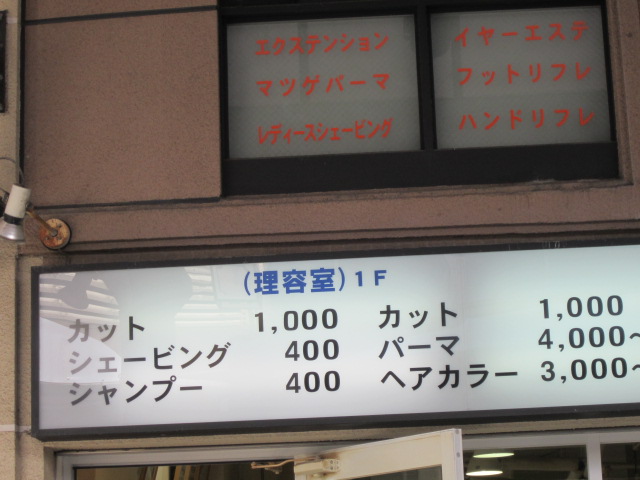 エクステンション
マツゲパーマ
レディースシェービング
イヤーエステ
フットリフレ
ハンドリフレ
(理容室)1F
カット 1,000
シェービング 400
シャンプー 400
カット 1,000
パーマ 4,000~
ヘアカラー 3,000~